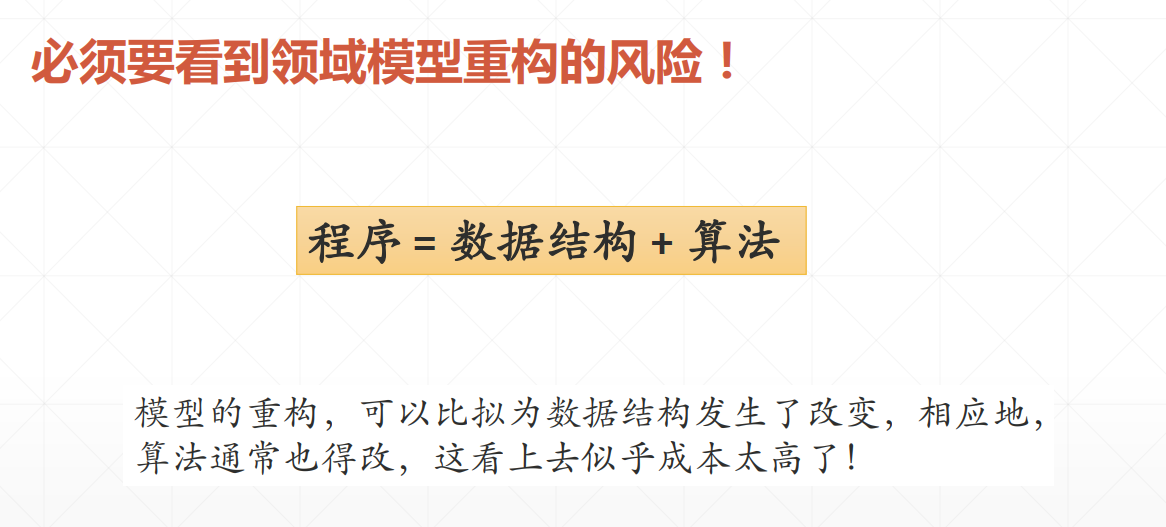 必须要看到领域模型重构的风险！
程序 = 数据结构 + 算法
模型的重构，可以比拟为数据结构发生了改变，相应地，
算法通常也得改，这看上去似乎成本太高了！